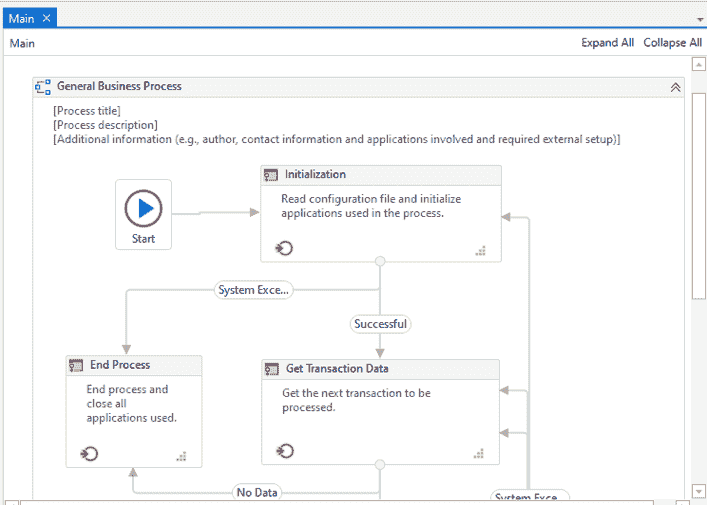 Main
Main
Expand All Collapse All
General Business Process
[Process title]
[Process description]
[Additional information (e.g., author, contact information and applications involved and required external setup)]
Initialization
Read configuration file and initialize
applications used in the process.
Start
System Exce...
Successful
End Process
End process and
close all
applications used.
Get Transaction Data
Get the next transaction to be
processed.
No Data
System Exce...